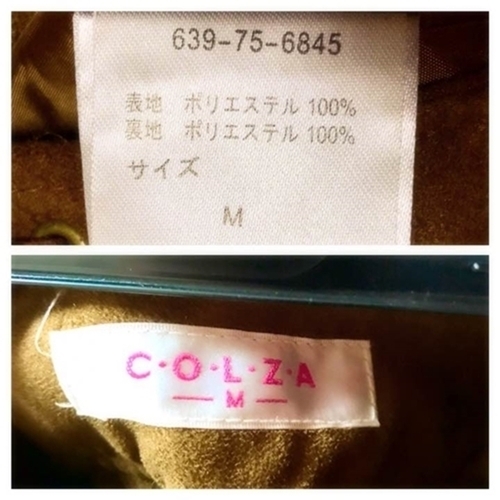 639-75-6845
表地 ポリエステル 100%
裏地 ポリエステル 100%
サイズ
M
C·O·L·Z·A
— M —